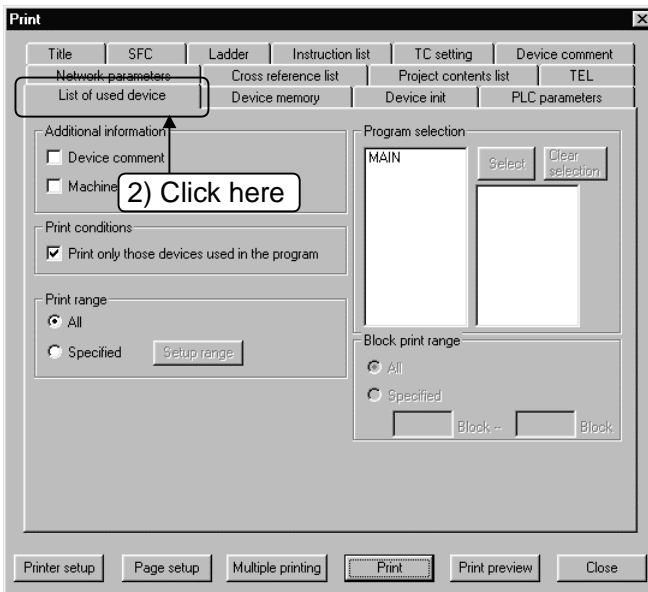 Print
Title SFC Ladder Instruction list TC setting Device comment
Network parameters Cross reference list Project contents list TEL
List of used device Device memory Device init PLC parameters
Additional information
Device comment
Machine
2) Click here
Print conditions
Print only those devices used in the program
Print range
All
Specified Setup range
Program selection
MAIN Select Clear selection
Block print range
All
Specified
Block -- Block
Printer setup Page setup Multiple printing Print Print preview Close